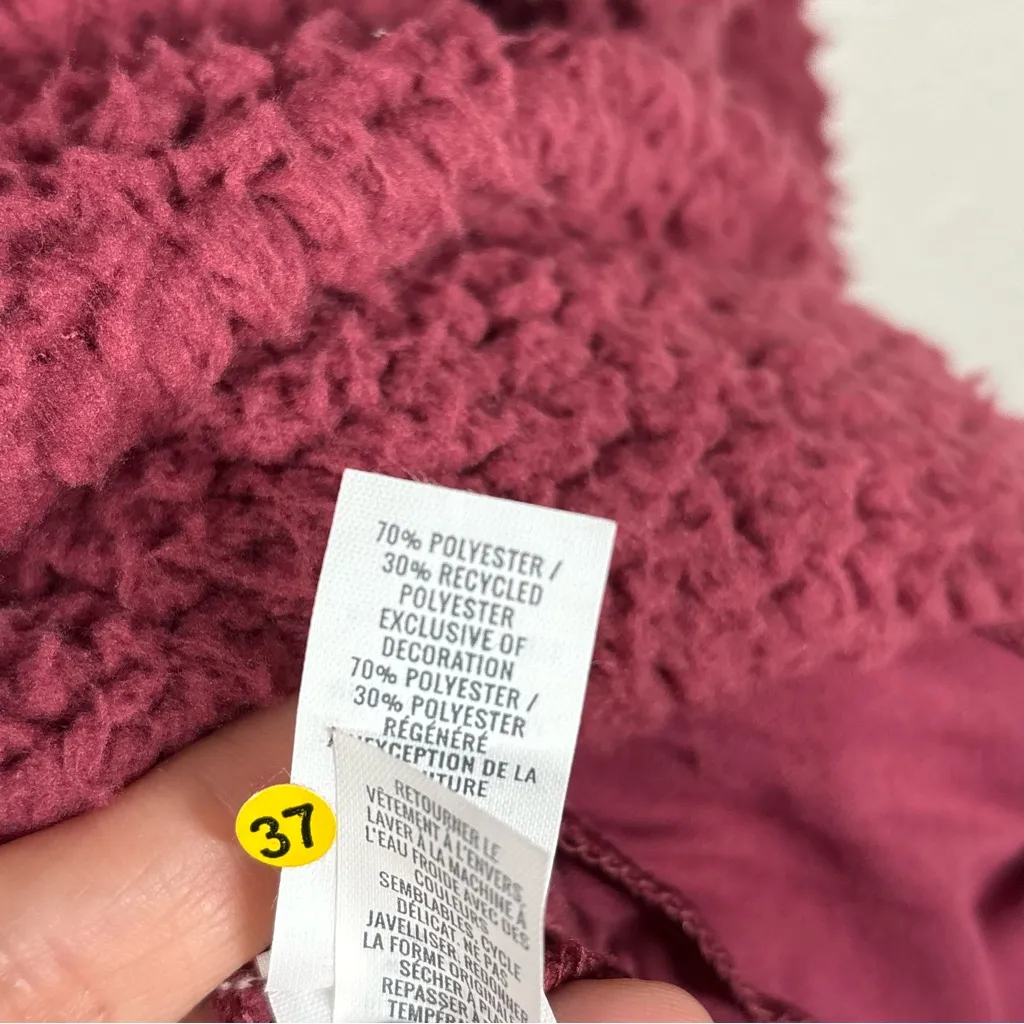 70% POLYESTER /
30% RECYCLED
POLYESTER
EXCLUSIVE OF
DECORATION
70% POLYESTER /
30% POLYESTER
RÉGÉNÉRÉ
EXCEPTION DE LA
RETOURNER LE
VÊTEMENT À L'ENVERS.
LAVER À LA MACHINE À
L'EAU FROIDE AVEC DES
COULEURS
SEMBLABLES. CYCLE
DÉLICAT. NE PAS
JAVELLISER. REDONNER
LA FORME ORIGINALE
SÉCHER À PLAT
REPASSER À
37